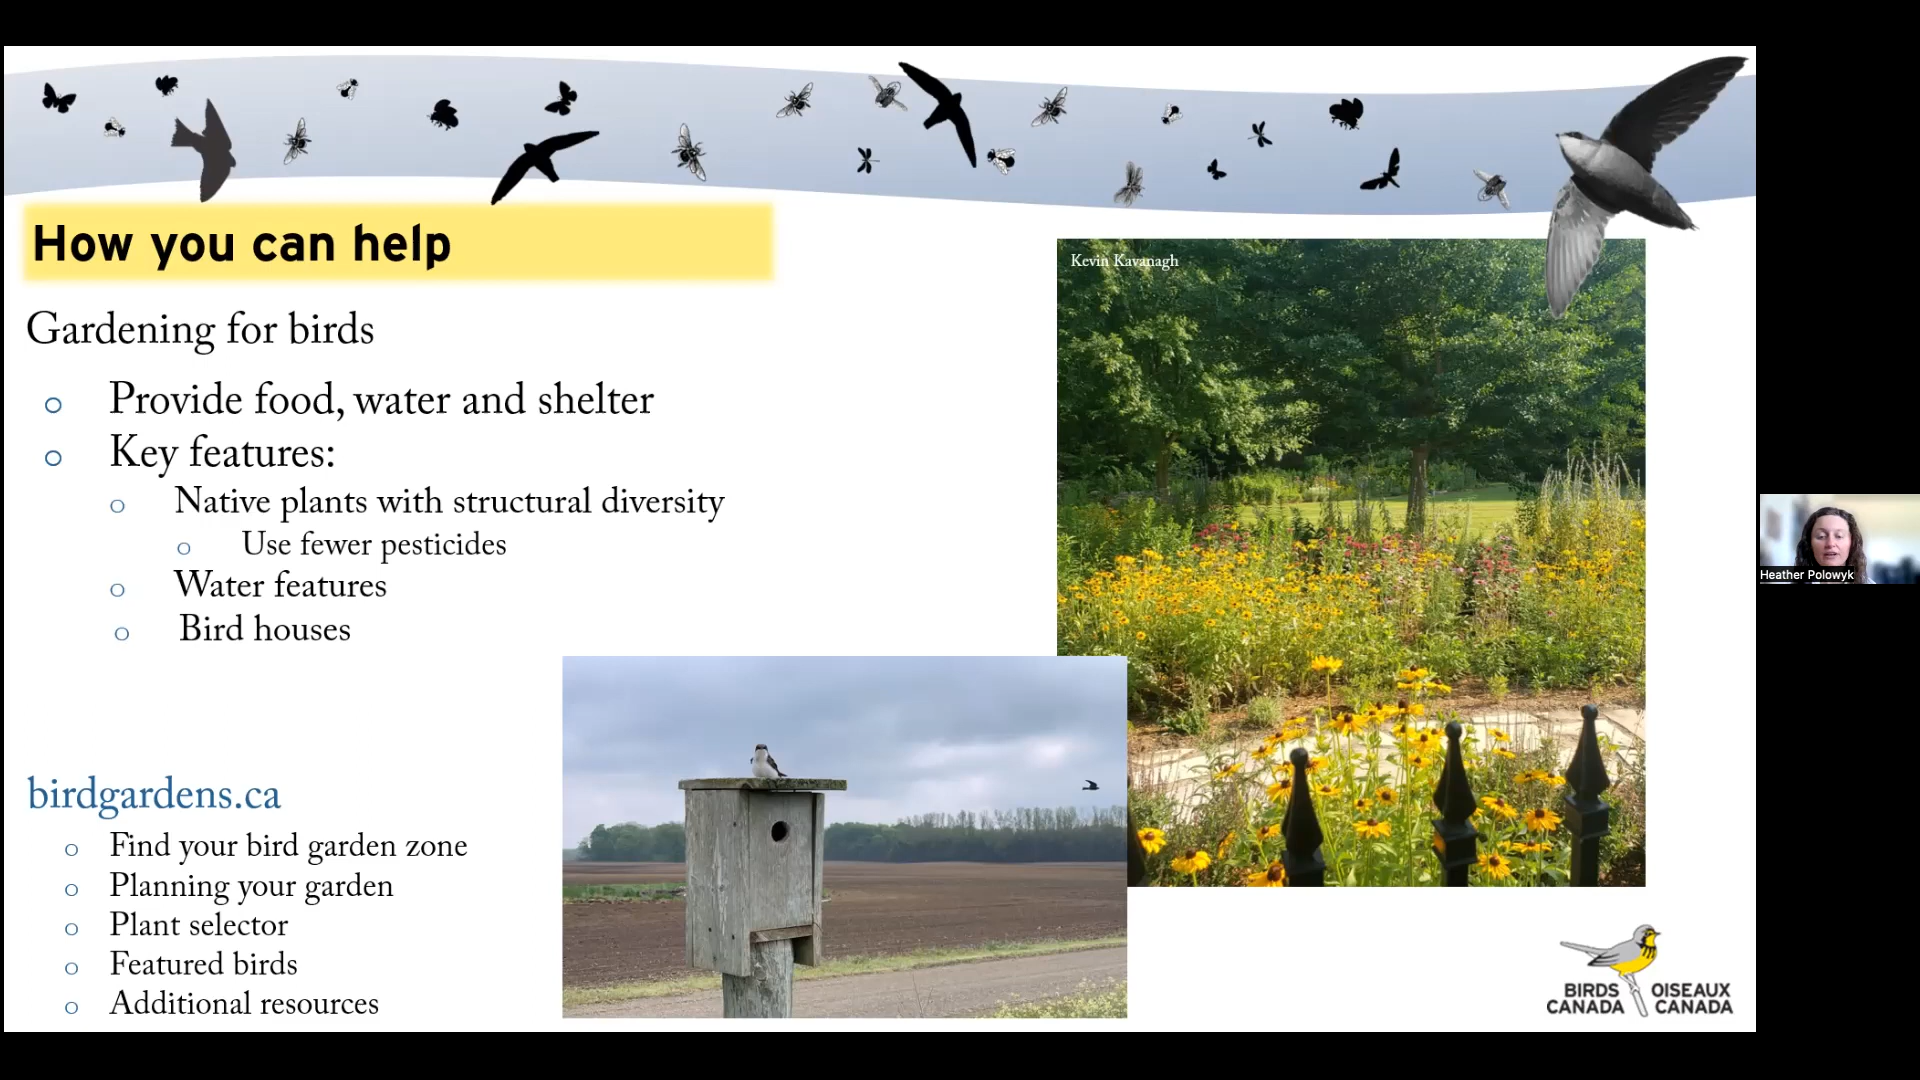 How you can help
Gardening for birds
Provide food, water and shelter
Key features:
Native plants with structural diversity
Use fewer pesticides
Water features
Bird houses
birdgardens.ca
Find your bird garden zone
Planning your garden
Plant selector
Featured birds
Additional resources
Kevin Kavanagh
BIRDS CANADA
OISEAUX CANADA
Heather Polowyk